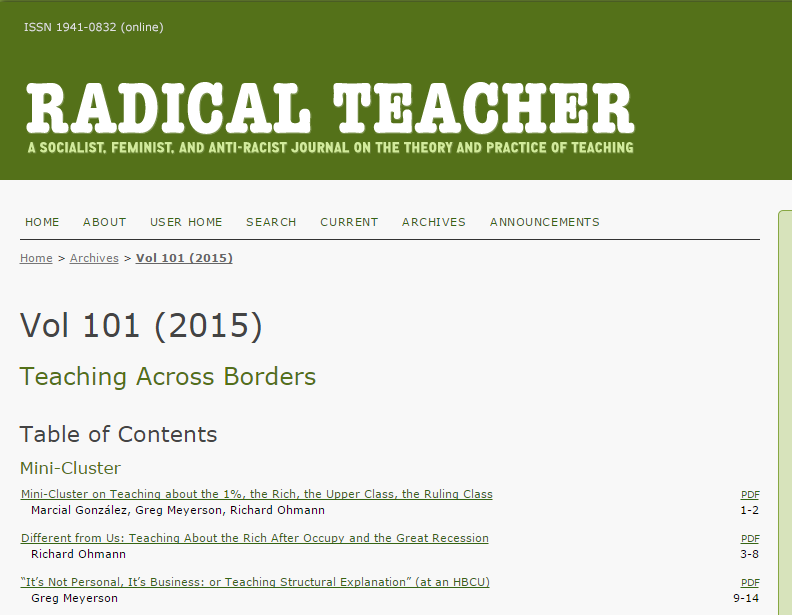 ISSN 1941-0832 (online)
RADICAL TEACHER
A SOCIALIST, FEMINIST, AND ANTI-RACIST JOURNAL ON THE THEORY AND PRACTICE OF TEACHING
HOME ABOUT USER HOME SEARCH CURRENT ARCHIVES ANNOUNCEMENTS
Home > Archives > Vol 101 (2015)
Vol 101 (2015)
Teaching Across Borders
Table of Contents
Mini-Cluster
Mini-Cluster on Teaching about the 1%, the Rich, the Upper Class, the Ruling Class PDF
Marcial González, Greg Meyerson, Richard Ohmann 1-2
Different from Us: Teaching About the Rich After Occupy and the Great Recession PDF
Richard Ohmann 3-8
“It’s Not Personal, It’s Business: or Teaching Structural Explanation” (at an HBCU) PDF
Greg Meyerson 9-14